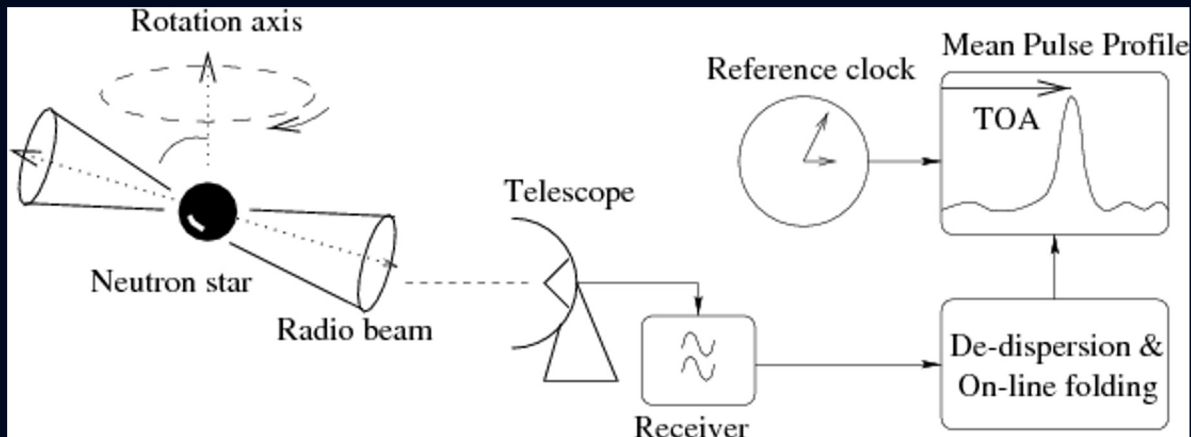 Rotation axis
Neutron star
Radio beam
Telescope
Receiver
Reference clock
Mean Pulse Profile
TOA
De-dispersion &
On-line folding